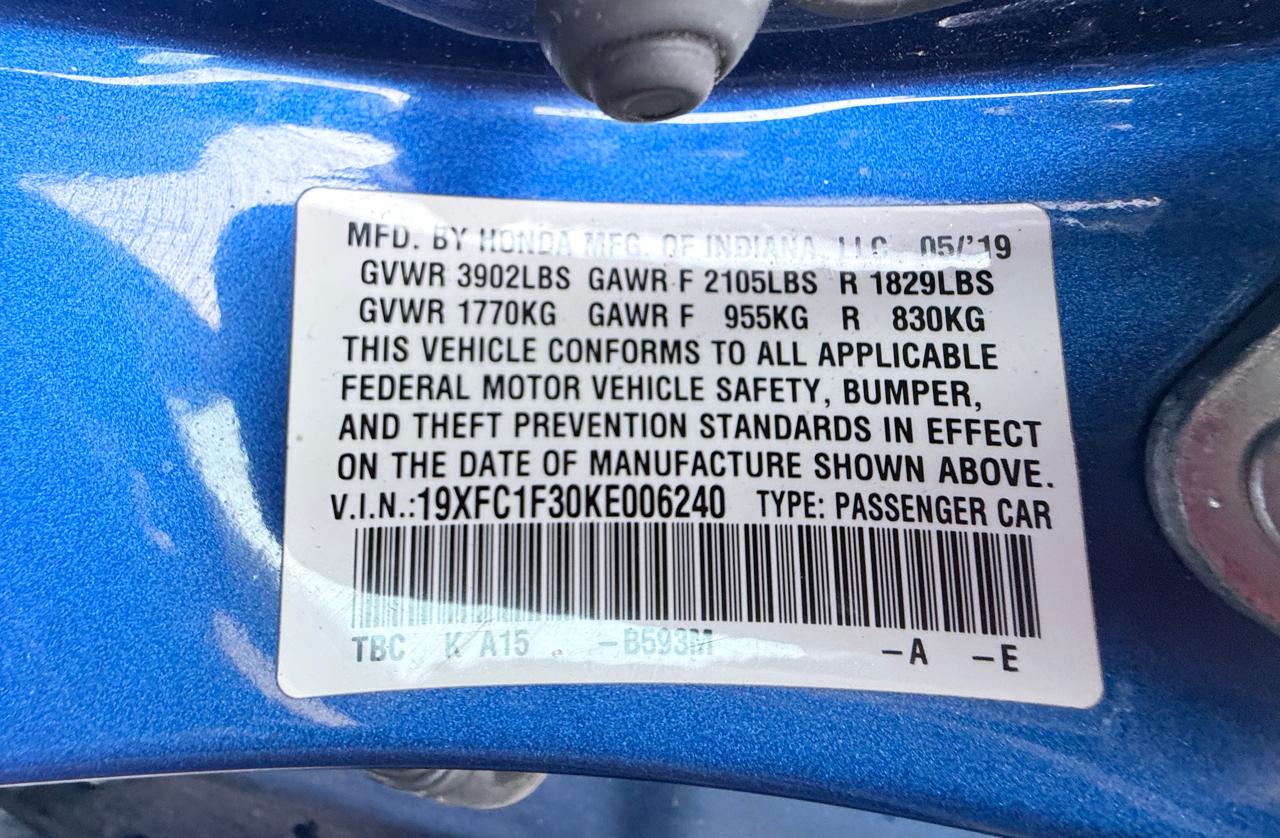 MFD. BY HONDA MFG. OF INDIANA, LLC 05/'19
GVWR 3902LBS GAWR F 2105LBS R 1829LBS
GVWR 1770KG GAWR F 955KG R 830KG
THIS VEHICLE CONFORMS TO ALL APPLICABLE
FEDERAL MOTOR VEHICLE SAFETY, BUMPER,
AND THEFT PREVENTION STANDARDS IN EFFECT
ON THE DATE OF MANUFACTURE SHOWN ABOVE.
V.I.N.:19XFC1F30KE006240 TYPE: PASSENGER CAR
TBC K A15 -B593M -A -E